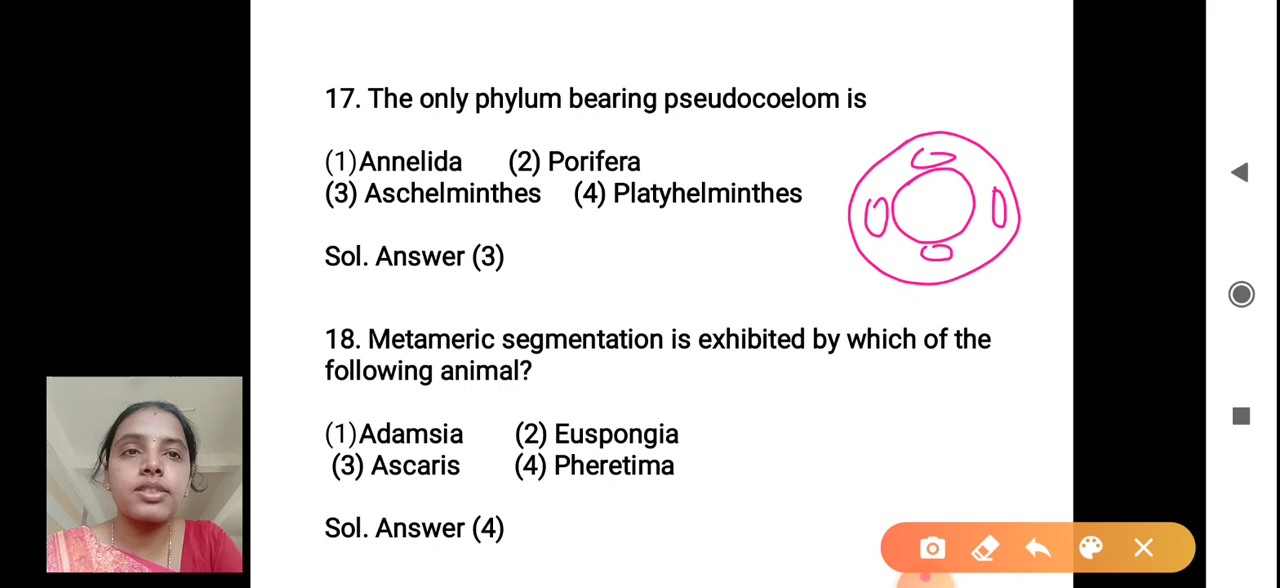 17. The only phylum bearing pseudocoelom is
(1)Annelida (2) Porifera
(3) Aschelminthes (4) Platyhelminthes
Sol. Answer (3)
18. Metameric segmentation is exhibited by which of the
following animal?
(1)Adamsia (2) Euspongia
(3) Ascaris (4) Pheretima
Sol. Answer (4)